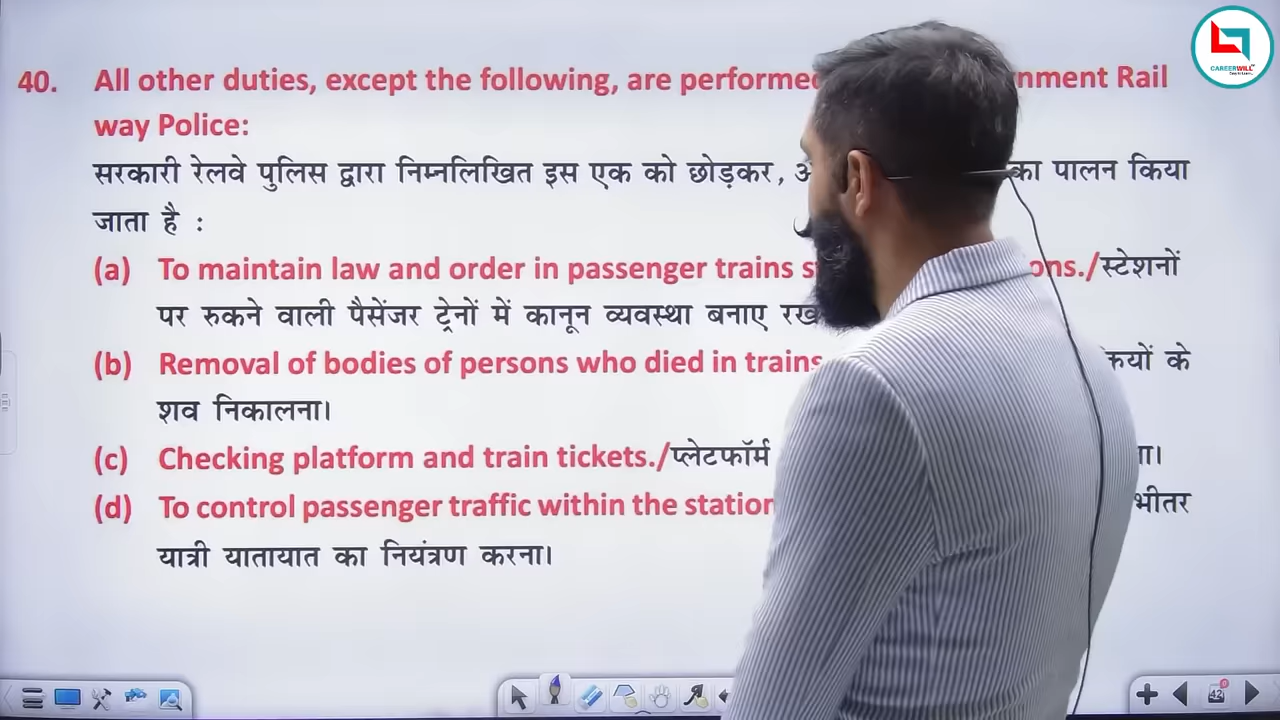 40. All other duties, except the following, are performed nment Rail
way Police:
सरकारी रेलवे पुलिस द्वारा निम्नलिखित इस एक को छोड़कर, का पालन किया
जाता है :
(a) To maintain law and order in passenger trains ons./स्टेशनों
पर रुकने वाली पैसेंजर ट्रेनों में कानून व्यवस्था बनाए रख
(b) Removal of bodies of persons who died in trains के
शव निकालना।
(c) Checking platform and train tickets./प्लेटफॉर्म
(d) To control passenger traffic within the station भीतर
यात्री यातायात का नियंत्रण करना।
CAREERWILL
42